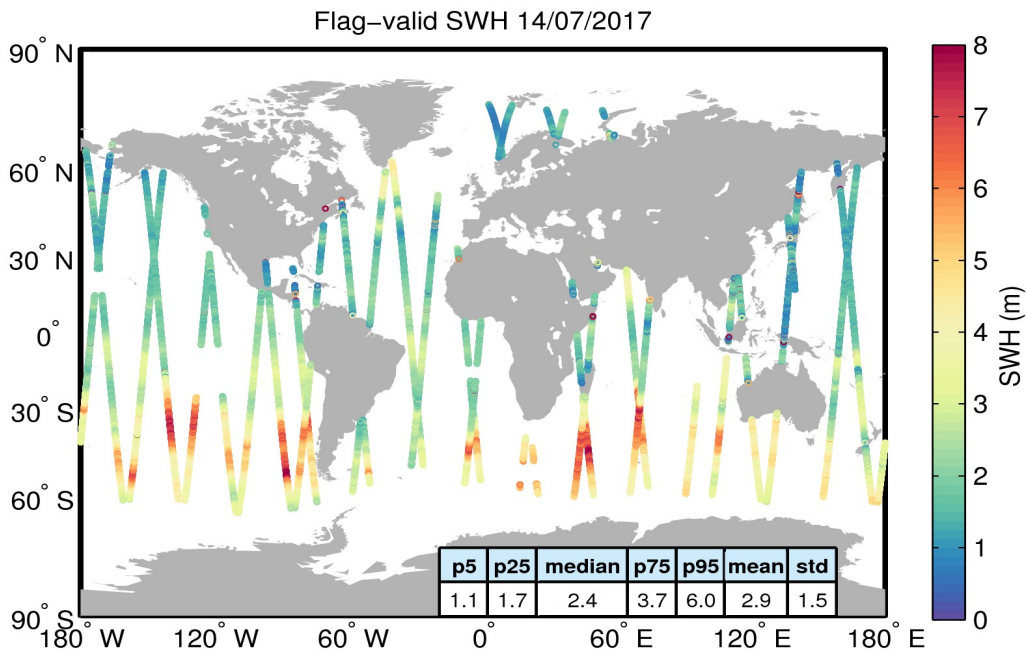 Flag−valid SWH 14/07/2017
90° N
60° N
30° N
0°
30° S
60° S
90° S
180° W
120° W
60° W
0°
60° E
120° E
180° E
p5 p25 median p75 p95 mean std
1.1 1.7 2.4 3.7 6.0 2.9 1.5
8
7
6
5
4
3
2
1
0
SWH (m)